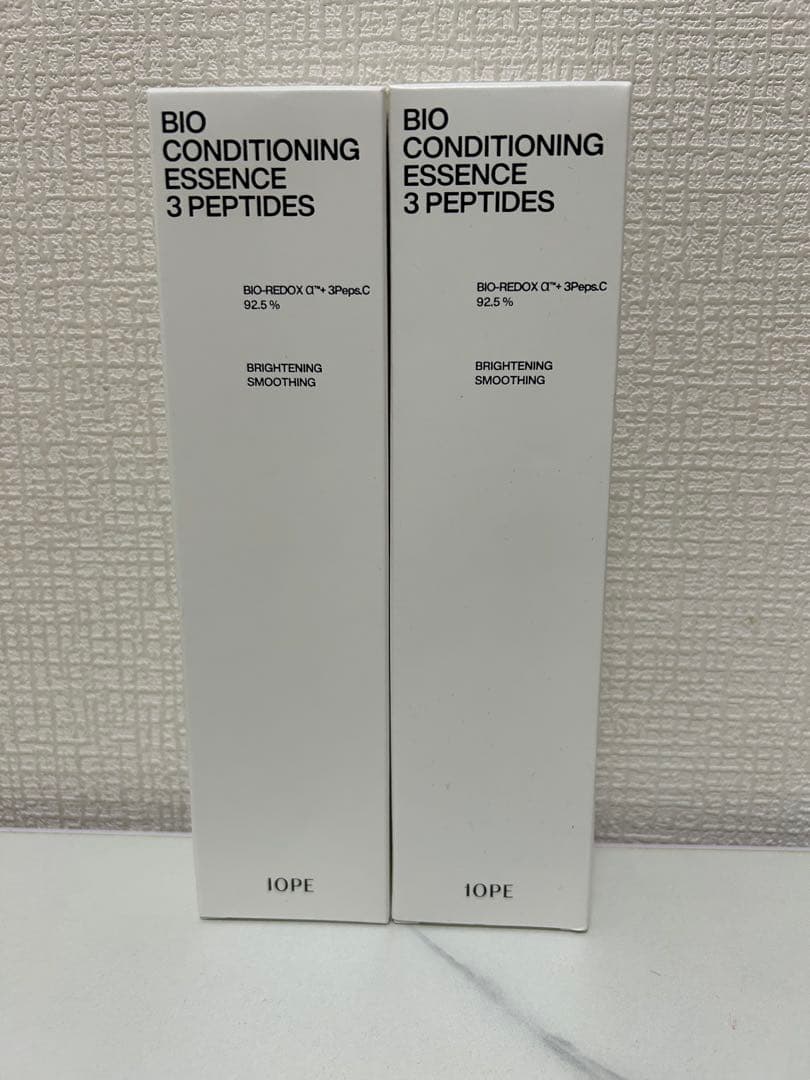 BIO
CONDITIONING
ESSENCE
3 PEPTIDES
BIO-REDOX α™+ 3Peps.C
92.5 %
BRIGHTENING
SMOOTHING
IOPE
BIO
CONDITIONING
ESSENCE
3 PEPTIDES
BIO-REDOX α™+ 3Peps.C
92.5 %
BRIGHTENING
SMOOTHING
IOPE